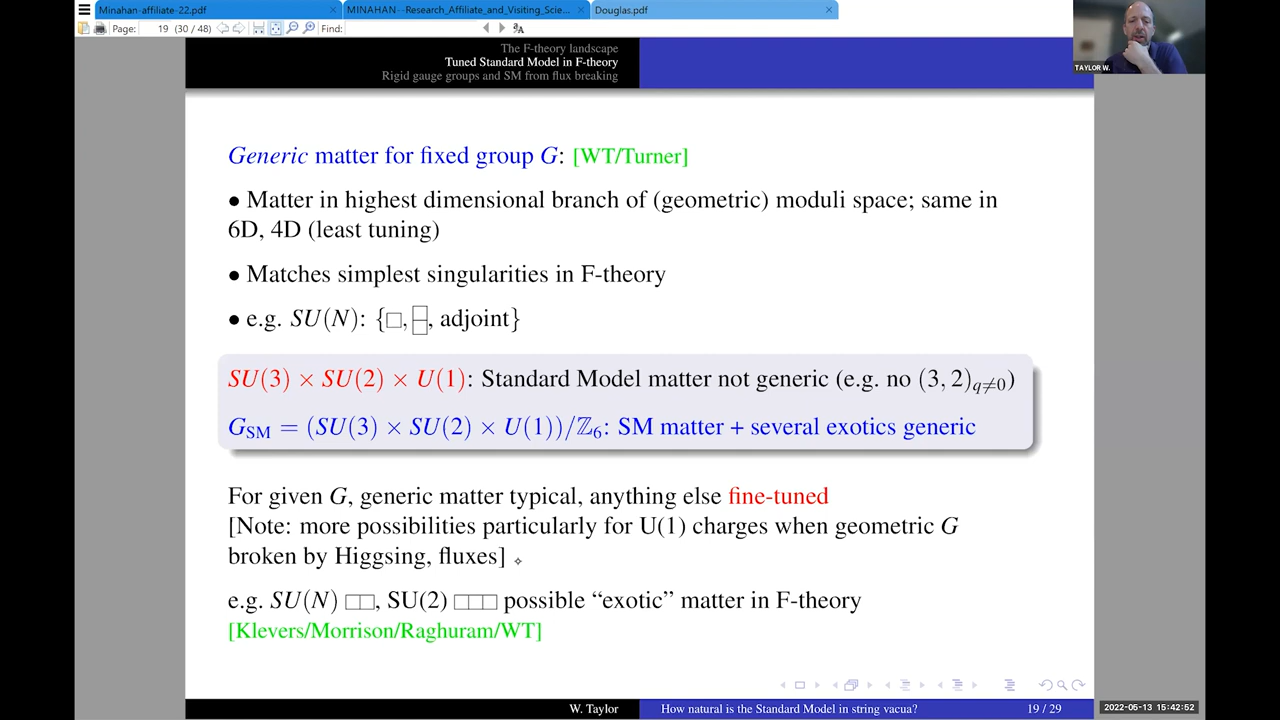 Minahan-affiliate-22.pdf
MINAHAN--Research_Affiliate_and_Visiting_Scie...
Douglas.pdf
Page: 19 (30 / 48) Find:
TAYLOR W.
The F-theory landscape
Tuned Standard Model in F-theory
Rigid gauge groups and SM from flux breaking
Generic matter for fixed group G: [WT/Turner]
• Matter in highest dimensional branch of (geometric) moduli space; same in
6D, 4D (least tuning)
• Matches simplest singularities in F-theory
• e.g. SU(N): {□, , adjoint}
SU(3) × SU(2) × U(1): Standard Model matter not generic (e.g. no (3, 2)q≠0)
GSM = (SU(3) × SU(2) × U(1))/ℤ6: SM matter + several exotics generic
For given G, generic matter typical, anything else fine-tuned
[Note: more possibilities particularly for U(1) charges when geometric G
broken by Higgsing, fluxes]
e.g. SU(N) □□, SU(2) □□□ possible “exotic” matter in F-theory
[Klevers/Morrison/Raghuram/WT]
W. Taylor
How natural is the Standard Model in string vacua?
19 / 29
2022-05-13 15:42:52